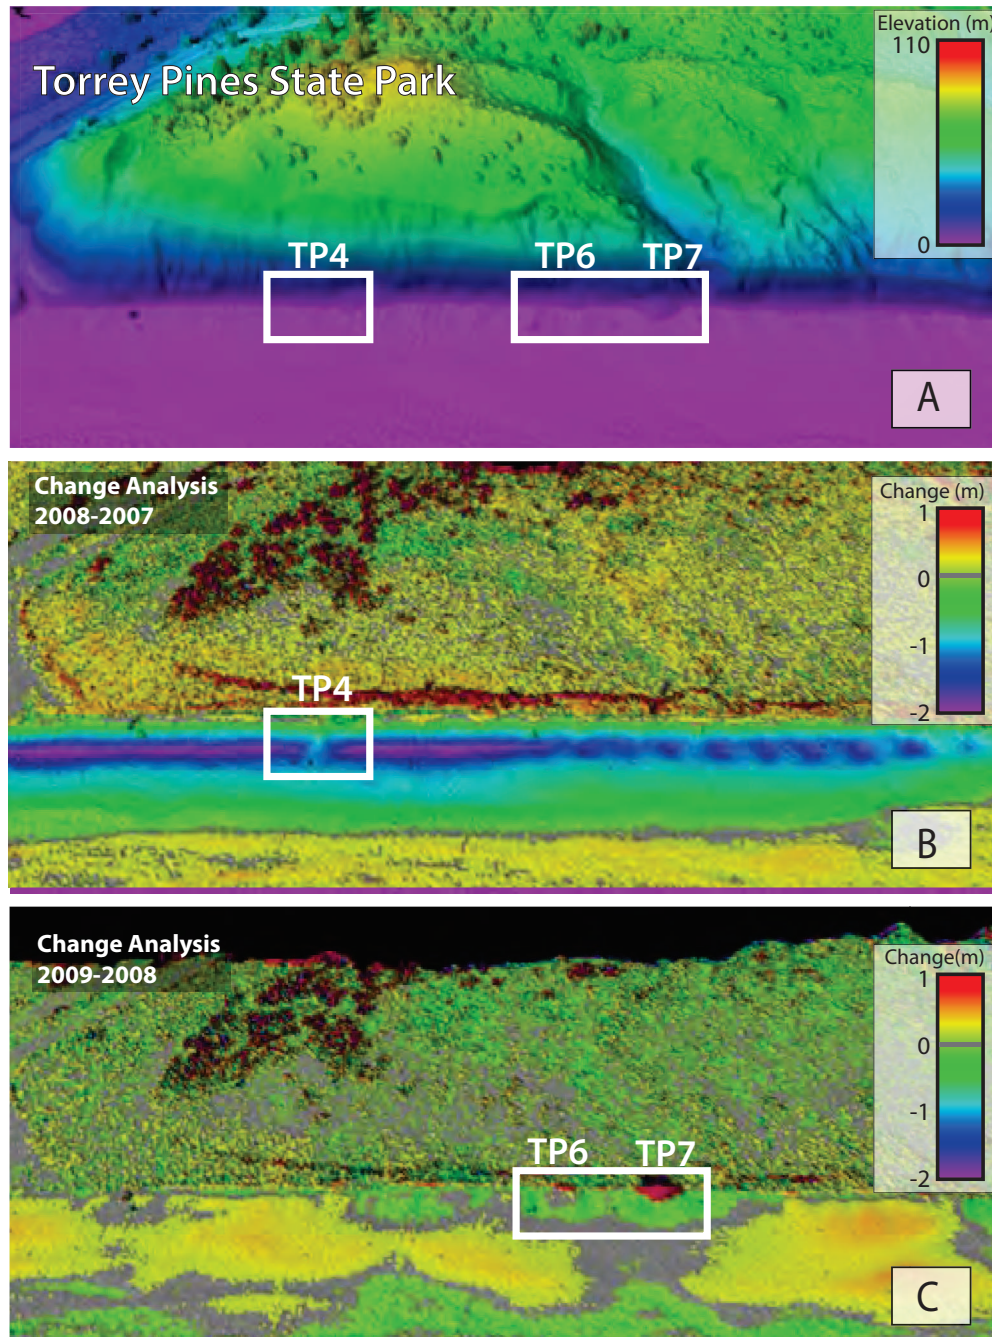 Elevation (m)
110
Torrey Pines State Park
0
TP4
TP6
TP7
A
Change Analysis
2008-2007
Change (m)
1
0
-1
-2
TP4
B
Change Analysis
2009-2008
Change(m)
1
0
-1
-2
TP6
TP7
C